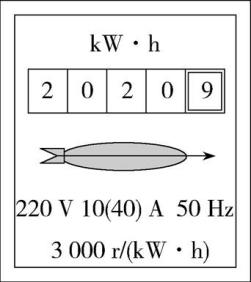 kW · h
2 0 2 0 9
220 V 10(40) A 50 Hz
3 000 r/(kW · h)